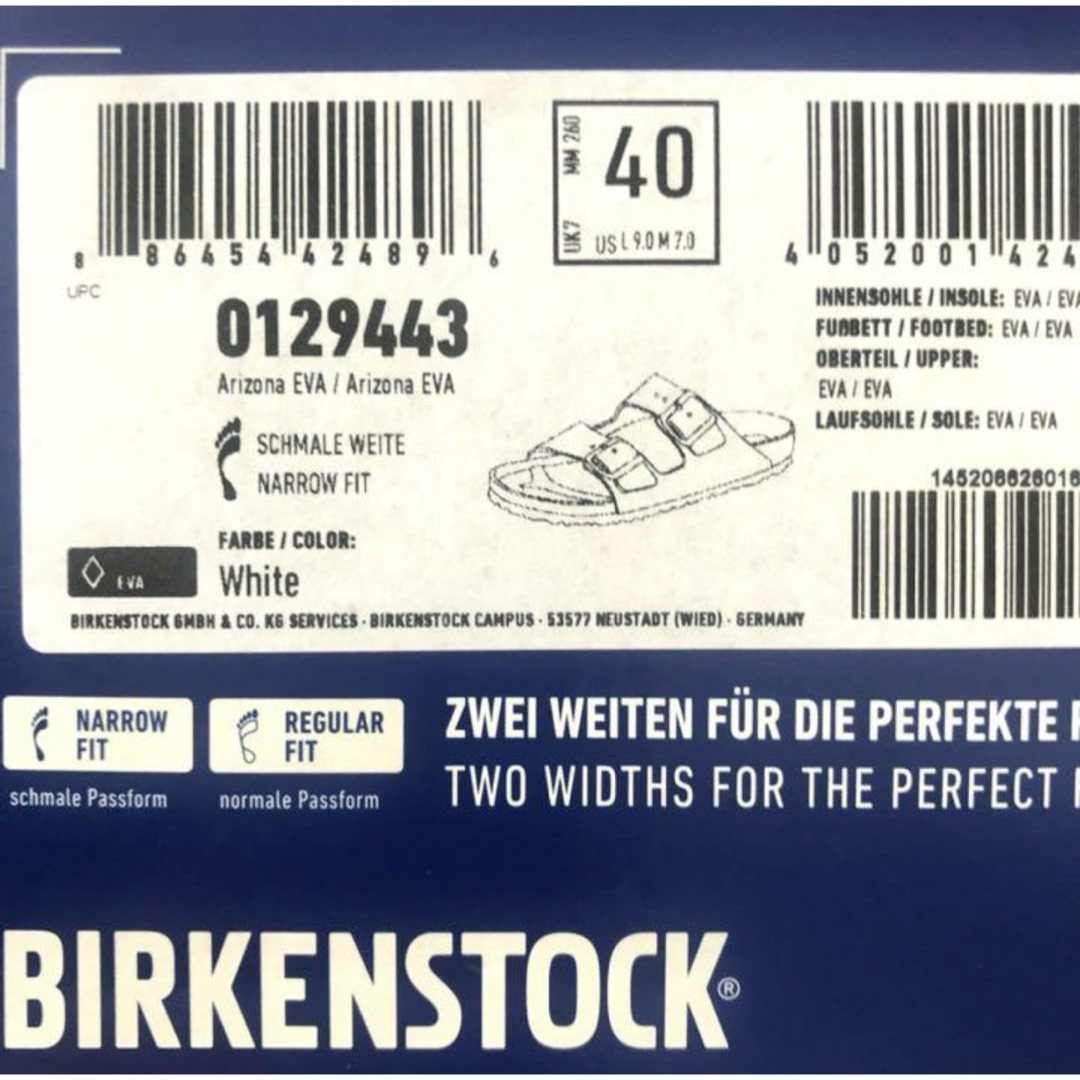 8 86454 42489 6
UPC
MM 260
UK7
40
US L 9.0 M 7.0
4 052001 424
0129443
Arizona EVA / Arizona EVA
SCHMALE WEITE
NARROW FIT
FARBE / COLOR:
White
EVA
INNENSOHLE / INSOLE: EVA / EVA
FUßBETT / FOOTBED: EVA / EVA
OBERTEIL / UPPER:
EVA / EVA
LAUFSOHLE / SOLE: EVA / EVA
BIRKENSTOCK GMBH & CO. KG SERVICES · BIRKENSTOCK CAMPUS · 53577 NEUSTADT (WIED) · GERMANY
NARROW
FIT
schmale Passform
REGULAR
FIT
normale Passform
ZWEI WEITEN FÜR DIE PERFEKTE
TWO WIDTHS FOR THE PERFECT
BIRKENSTOCK®